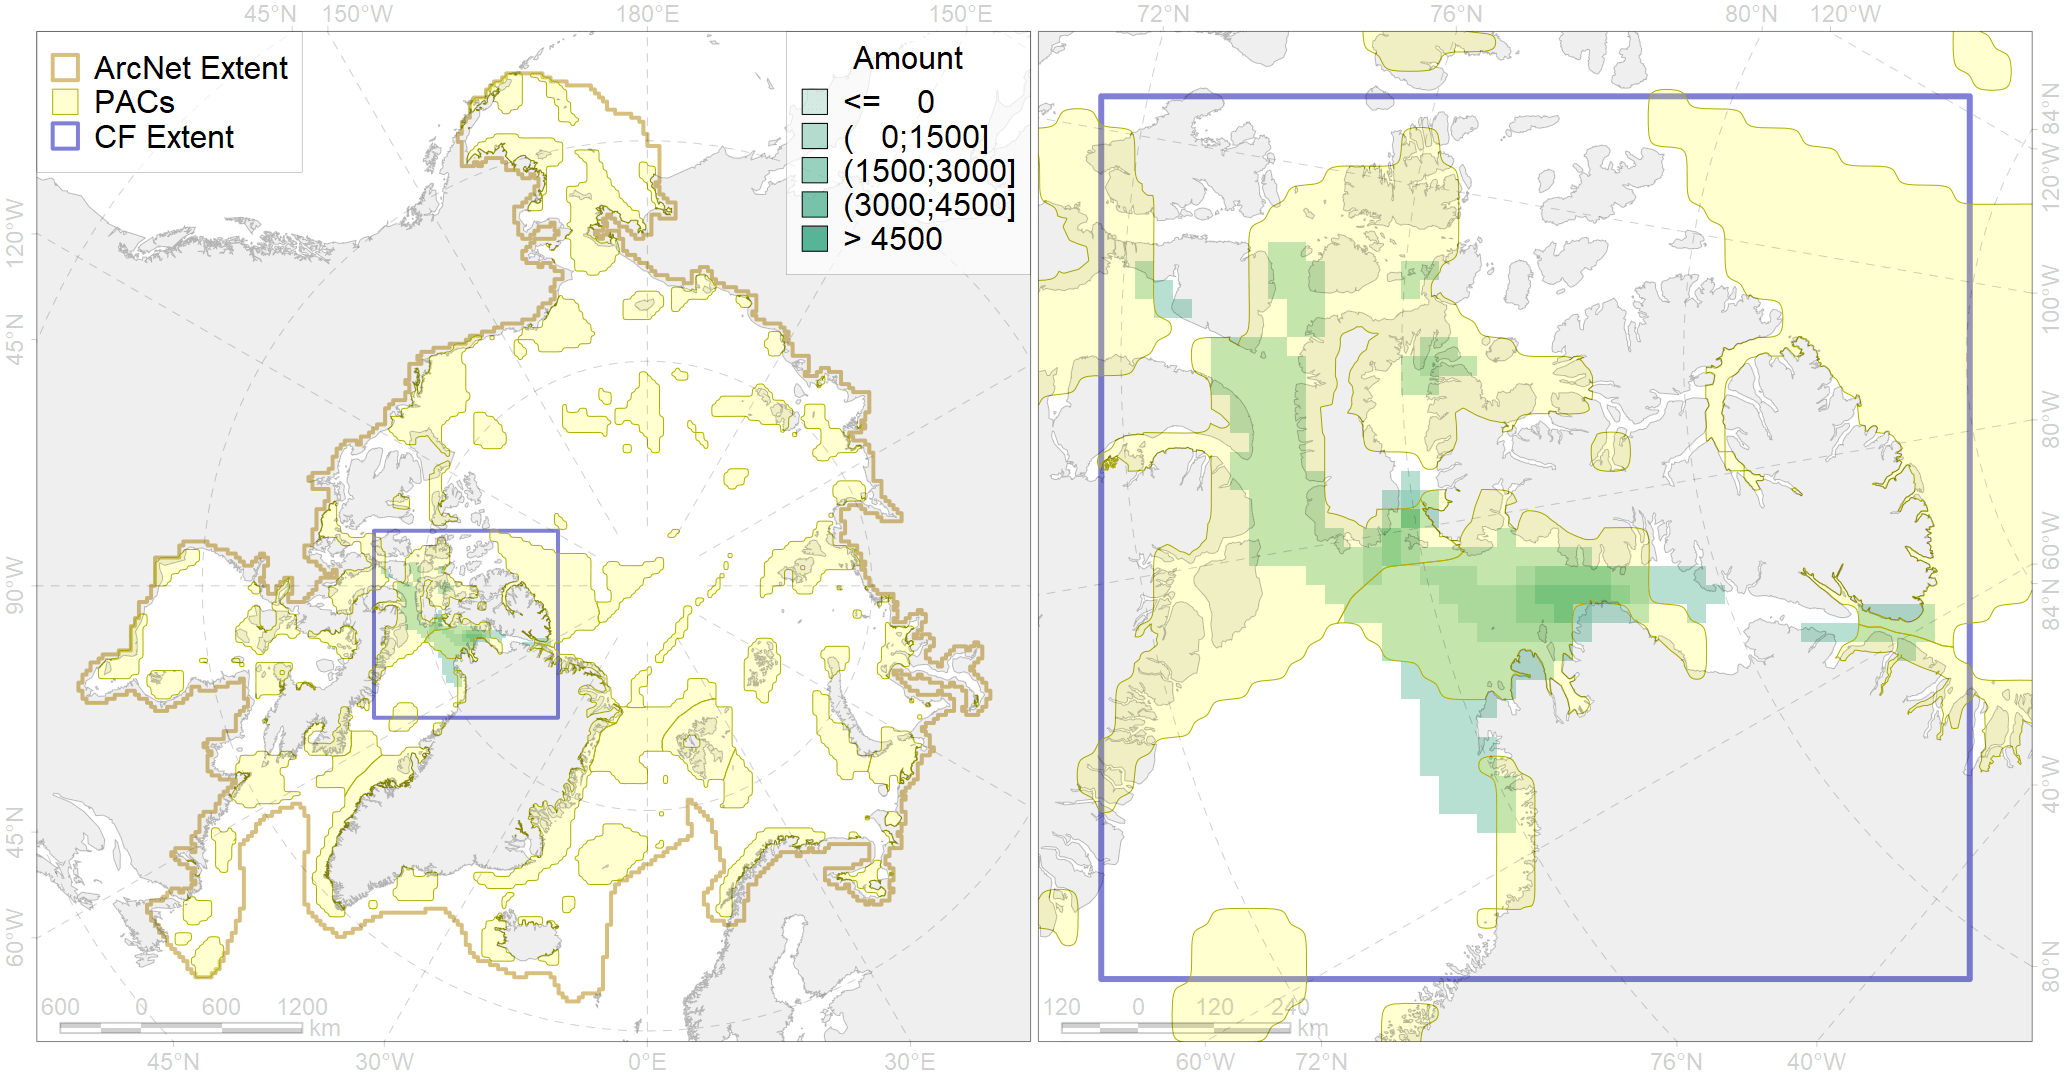 45°N 150°W 180°E 150°E 72°N 76°N 80°N 120°W
ArcNet Extent
PACs
CF Extent
Amount
<= 0
( 0;1500]
(1500;3000]
(3000;4500]
> 4500
120°W
45°N
90°W
45°N
60°W
84°N
120°W
100°W
80°W
60°W
84°N
40°W
80°N
600 0 600 1200
km
120 0 120 240
km
45°N 30°W 0°E 30°E 60°W 72°N 76°N 40°W